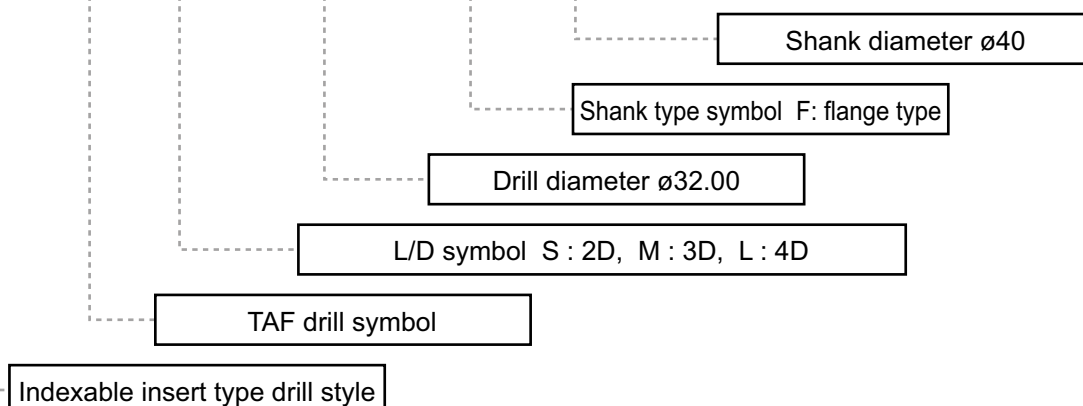 Shank diameter ø40
Shank type symbol F: flange type
Drill diameter ø32.00
L/D symbol S : 2D, M : 3D, L : 4D
TAF drill symbol
Indexable insert type drill style